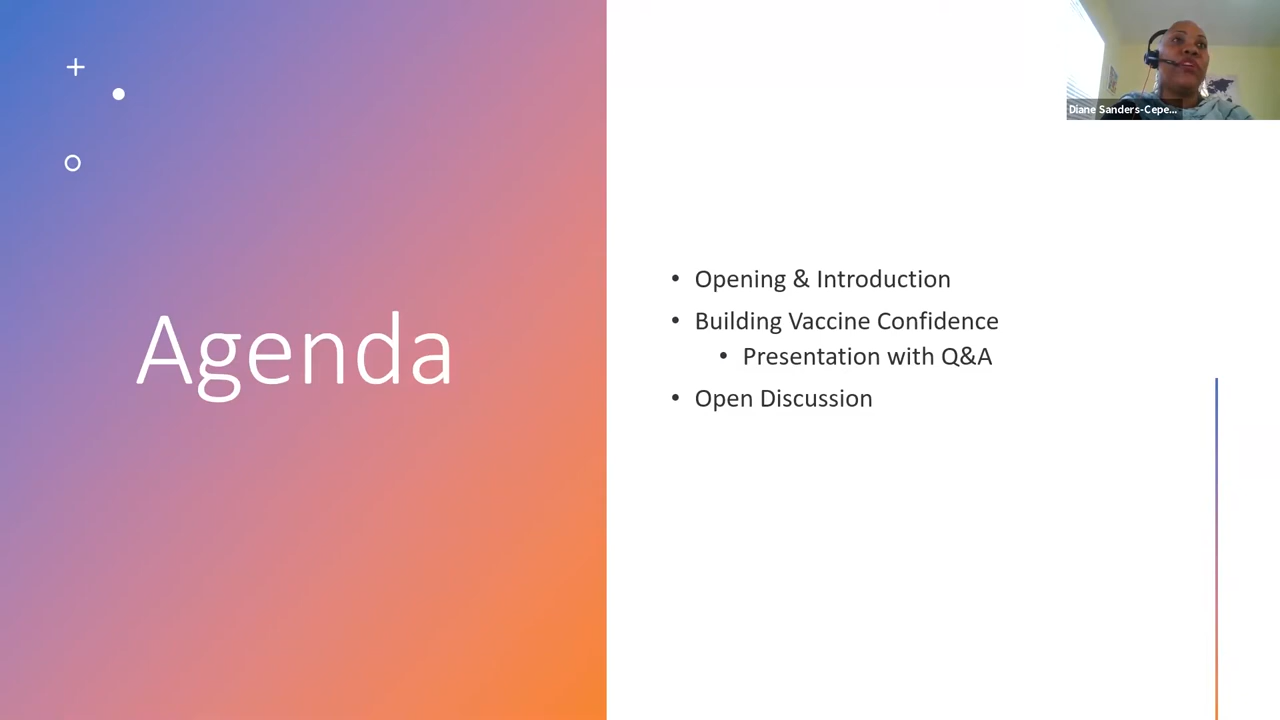 Diane Sanders-Cepe...
Agenda
• Opening & Introduction
• Building Vaccine Confidence
• Presentation with Q&A
• Open Discussion